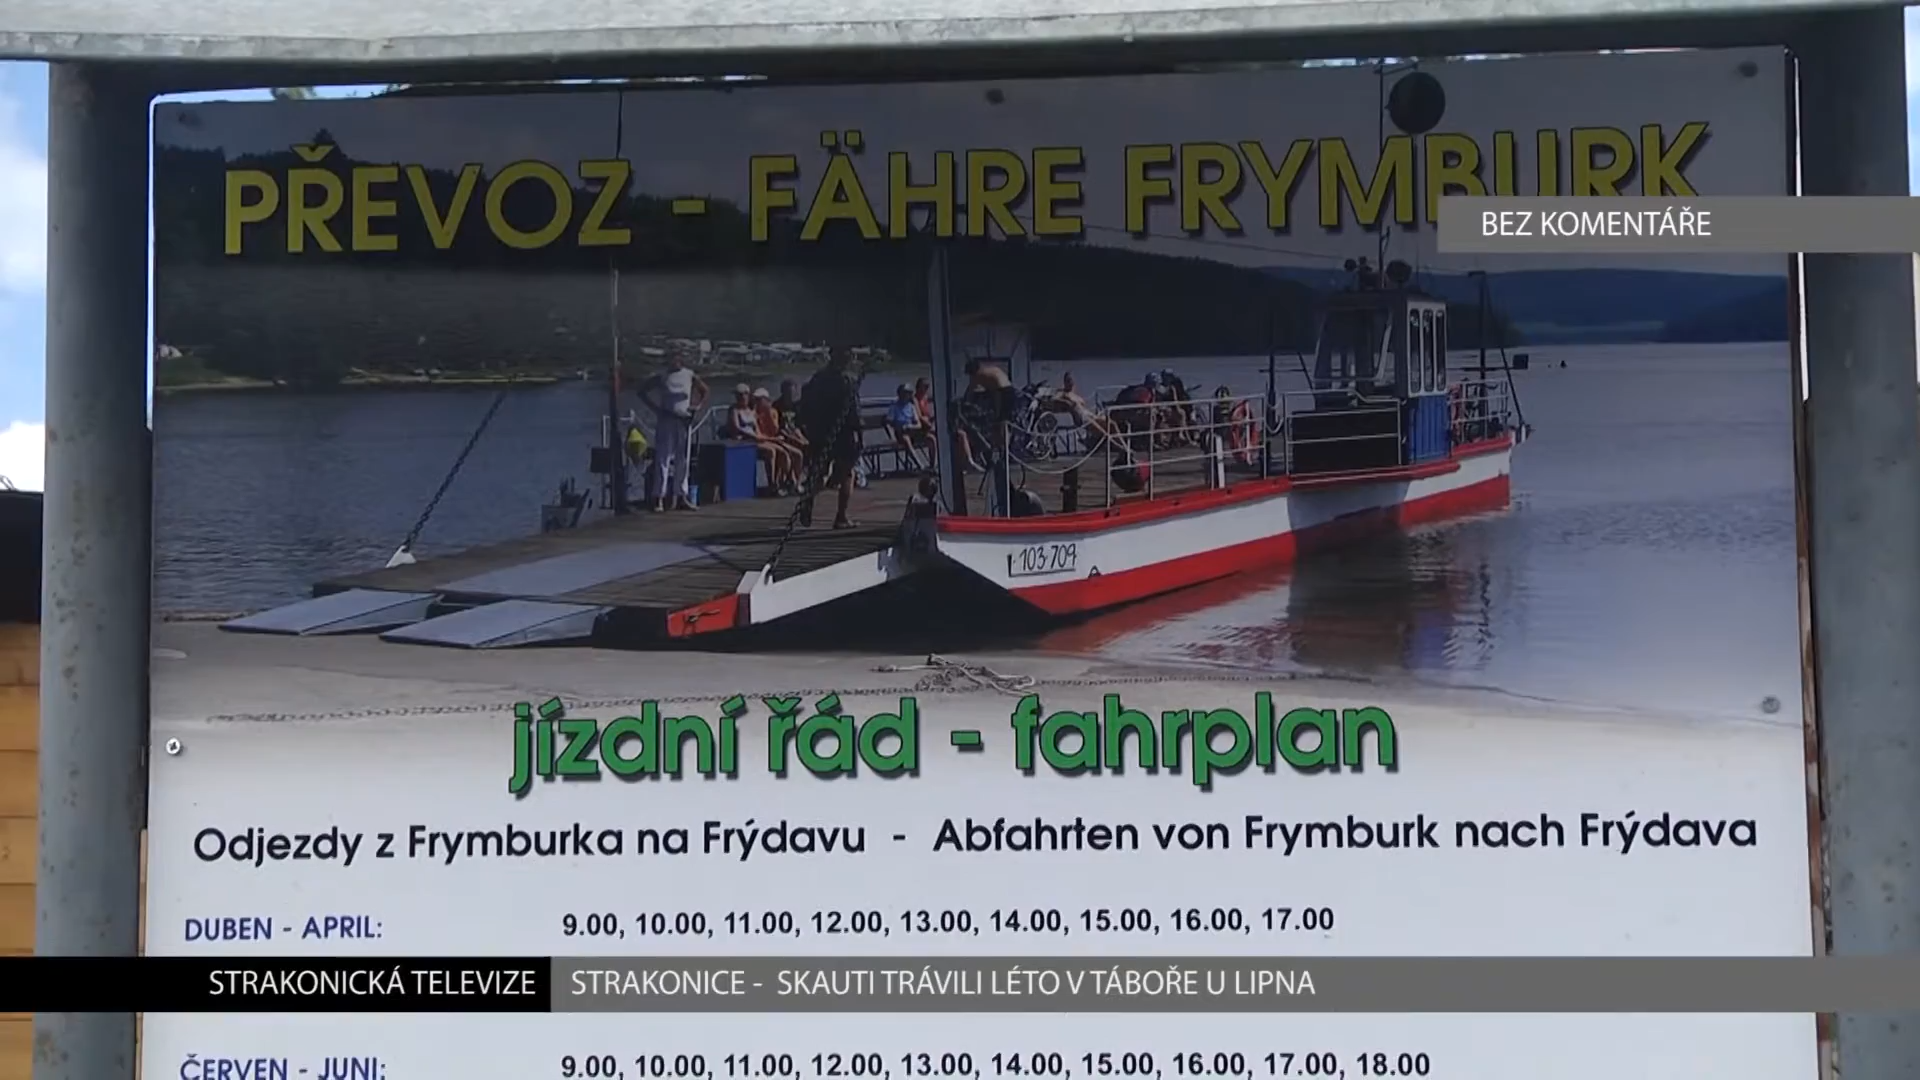 PŘEVOZ - FÄHRE FRYMBURK
BEZ KOMENTÁŘE
103-709
jízdní řád - fahrplan
Odjezdy z Frymburka na Frýdavu - Abfahrten von Frymburk nach Frýdava
DUBEN - APRIL: 9.00, 10.00, 11.00, 12.00, 13.00, 14.00, 15.00, 16.00, 17.00
STRAKONICKÁ TELEVIZE STRAKONICE - SKAUTI TRÁVILI LÉTO V TÁBOŘE U LIPNA
ČERVEN - JUNI: 9.00, 10.00, 11.00, 12.00, 13.00, 14.00, 15.00, 16.00, 17.00, 18.00